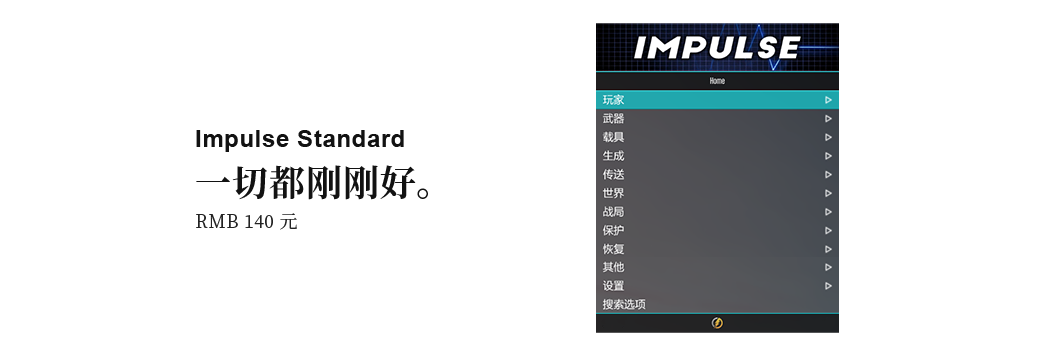 Impulse Standard
一切都刚刚好。
RMB 140 元
IMPULSE
Home
玩家
武器
载具
生成
传送
世界
战局
保护
恢复
其他
设置
搜索选项